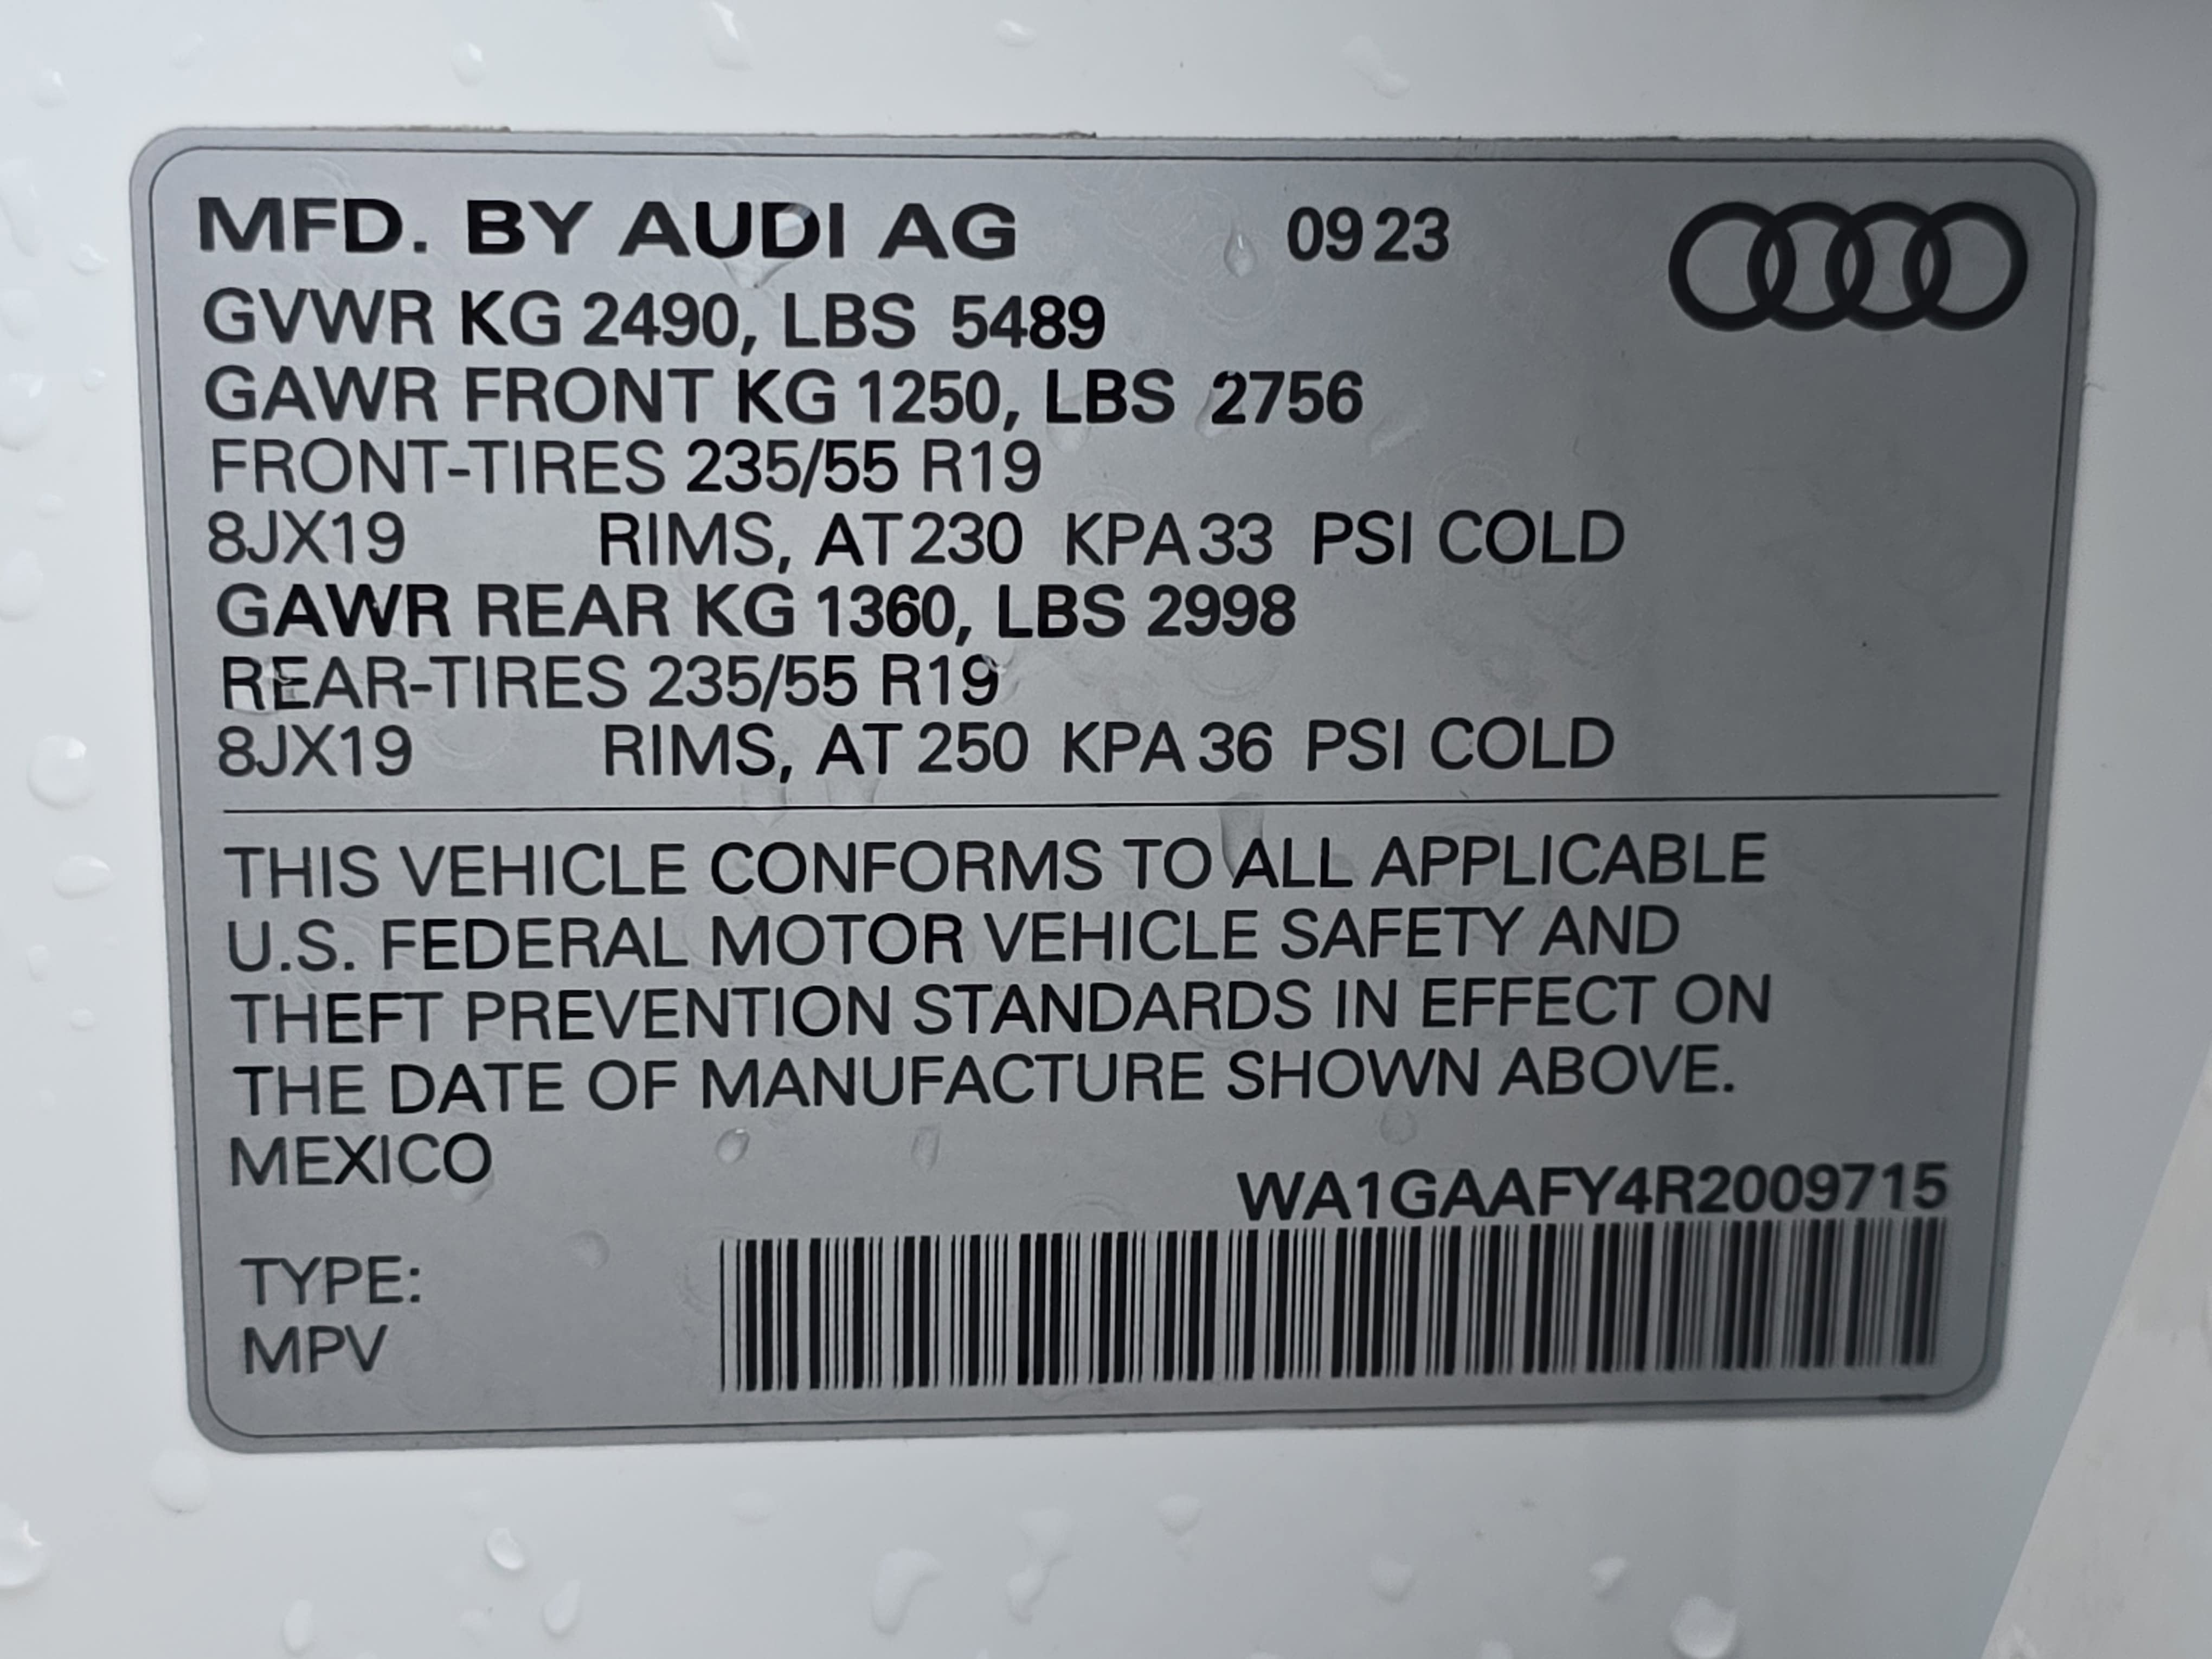 MFD. BY AUDI AG 09 23
GVWR KG 2490, LBS 5489
GAWR FRONT KG 1250, LBS 2756
FRONT-TIRES 235/55 R19
8JX19 RIMS, AT 230 KPA 33 PSI COLD
GAWR REAR KG 1360, LBS 2998
REAR-TIRES 235/55 R19
8JX19 RIMS, AT 250 KPA 36 PSI COLD
THIS VEHICLE CONFORMS TO ALL APPLICABLE
U.S. FEDERAL MOTOR VEHICLE SAFETY AND
THEFT PREVENTION STANDARDS IN EFFECT ON
THE DATE OF MANUFACTURE SHOWN ABOVE.
MEXICO
WA1GAAFY4R2009715
TYPE:
MPV